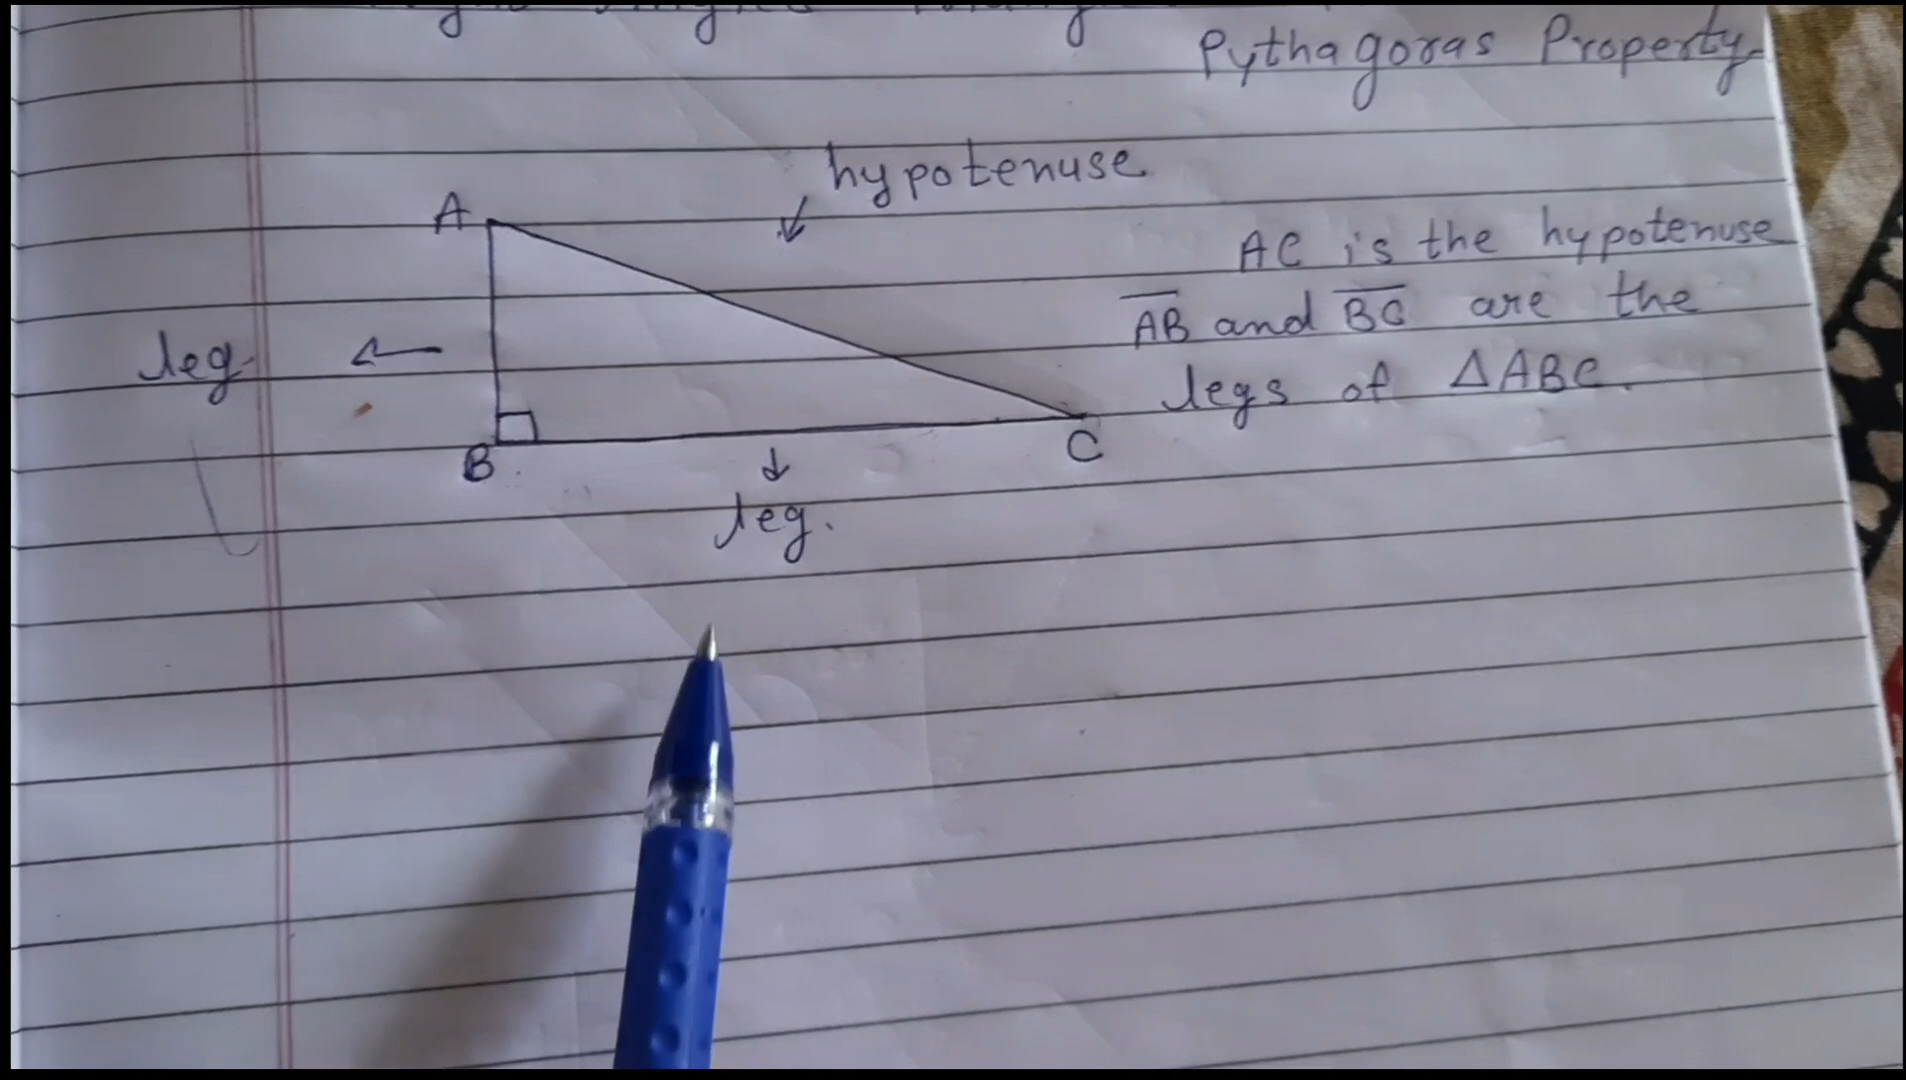 Pythagoras Property
hypotenuse
A
AC is the hypotenuse
AB and BC are the
leg
legs of ΔABC.
B
C
leg.